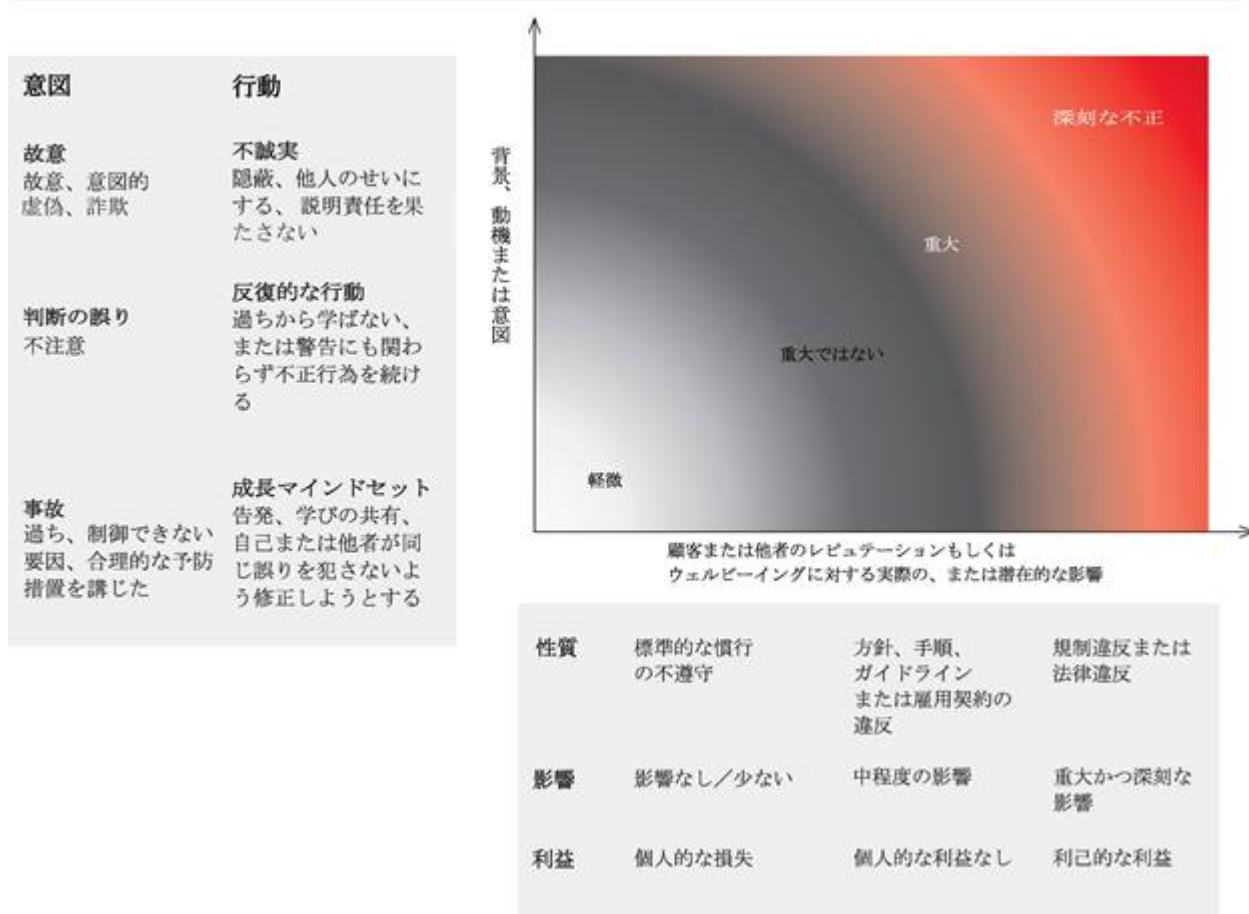 意図
行動
故意
故意、意図的
虚偽、詐欺
不誠実
隠蔽、他人のせいに
する、 説明責任を果
たさない
判断の誤り
不注意
反復的な行動
過ちから学ばない、
または警告にも関わ
らず不正行為を続け
る
事故
過ち、制御できない
要因、合理的な予防
措置を講じた
成長マインドセット
告発、学びの共有、
自己または他者が同
じ誤りを犯さないよ
う修正しようとする
背景、動機または意図
深刻な不正
重大
重大ではない
軽微
顧客または他者のレピュテーションもしくは
ウェルビーイングに対する実際の、または潜在的な影響
性質
標準的な慣行
の不遵守
方針、手順、
ガイドライン
または雇用契約の
違反
規制違反または
法律違反
影響
影響なし／少ない
中程度の影響
重大かつ深刻な
影響
利益
個人的な損失
個人的な利益なし
利己的な利益